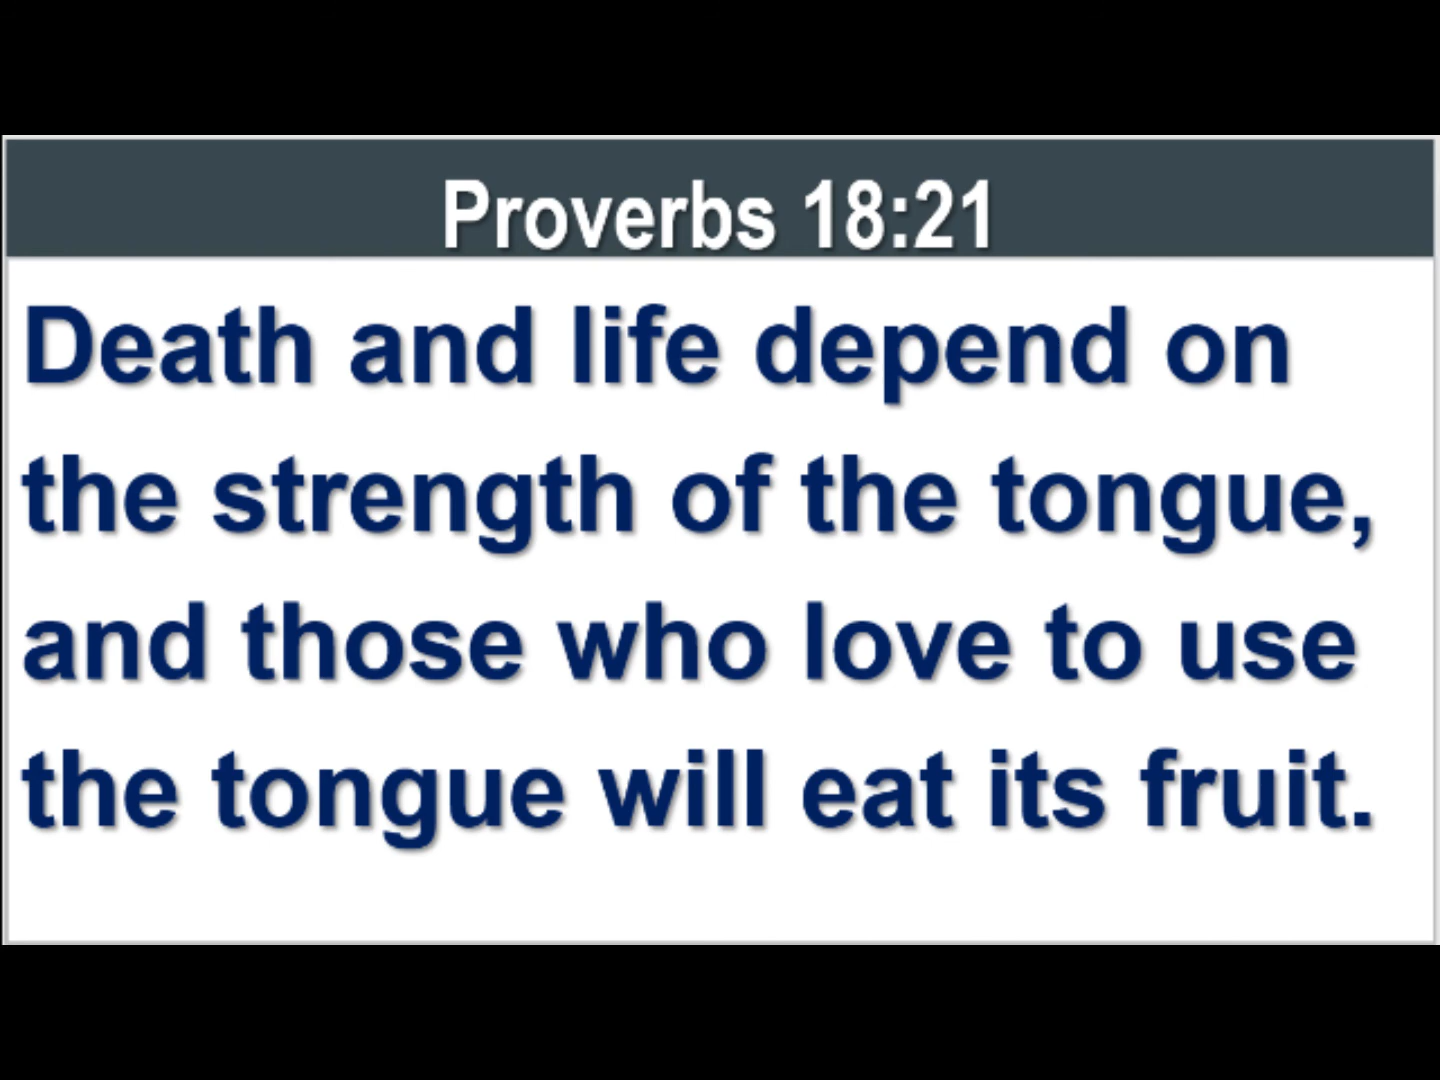 Proverbs 18:21
Death and life depend on
the strength of the tongue,
and those who love to use
the tongue will eat its fruit.